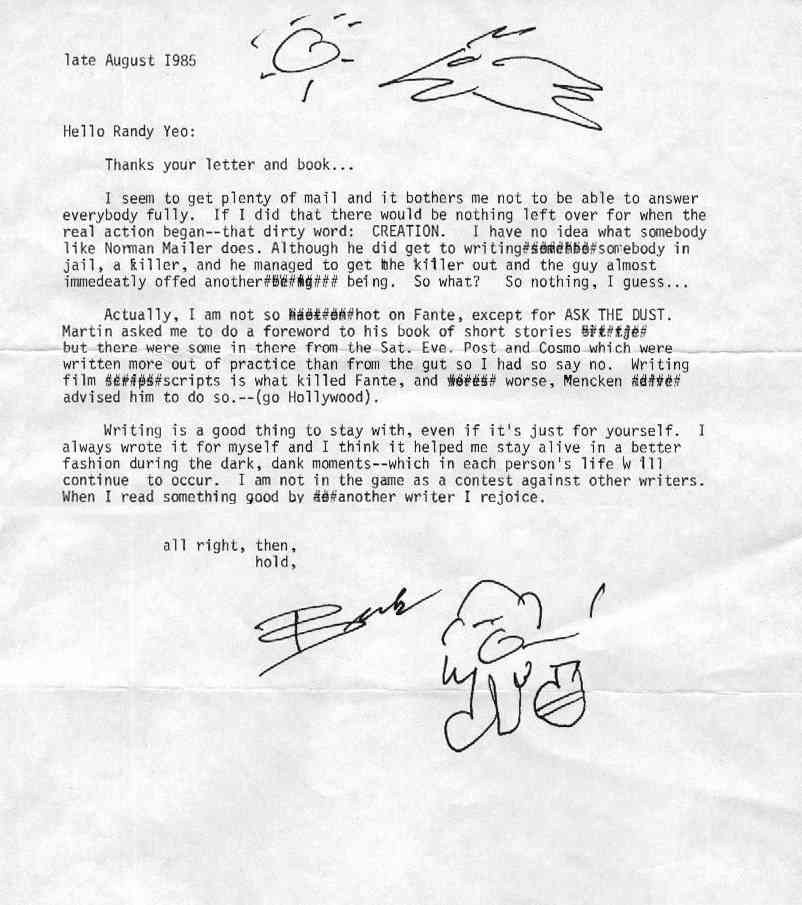 late August I985
Hello Randy Yeo:
Thanks your letter and book...
I seem to get plenty of mail and it bothers me not to be able to answer
everybody fully. If I did that there would be nothing left over for when the
real action began--that dirty word: CREATION. I have no idea what somebody
like Norman Mailer does. Although he did get to writing somebody in
jail, a killer, and he managed to get the killer out and the guy almost
immedeatly offed another being. So what? So nothing, I guess...
Actually, I am not so hot on Fante, except for ASK THE DUST.
Martin asked me to do a foreword to his book of short stories
but there were some in there from the Sat. Eve. Post and Cosmo which were
written more out of practice than from the gut so I had so say no. Writing
film scripts is what killed Fante, and worse, Mencken
advised him to do so.--(go Hollywood).
Writing is a good thing to stay with, even if it's just for yourself. I
always wrote it for myself and I think it helped me stay alive in a better
fashion during the dark, dank moments--which in each person's life w ill
continue to occur. I am not in the game as a contest against other writers.
When I read something good by another writer I rejoice.
all right, then,
hold,
Buk